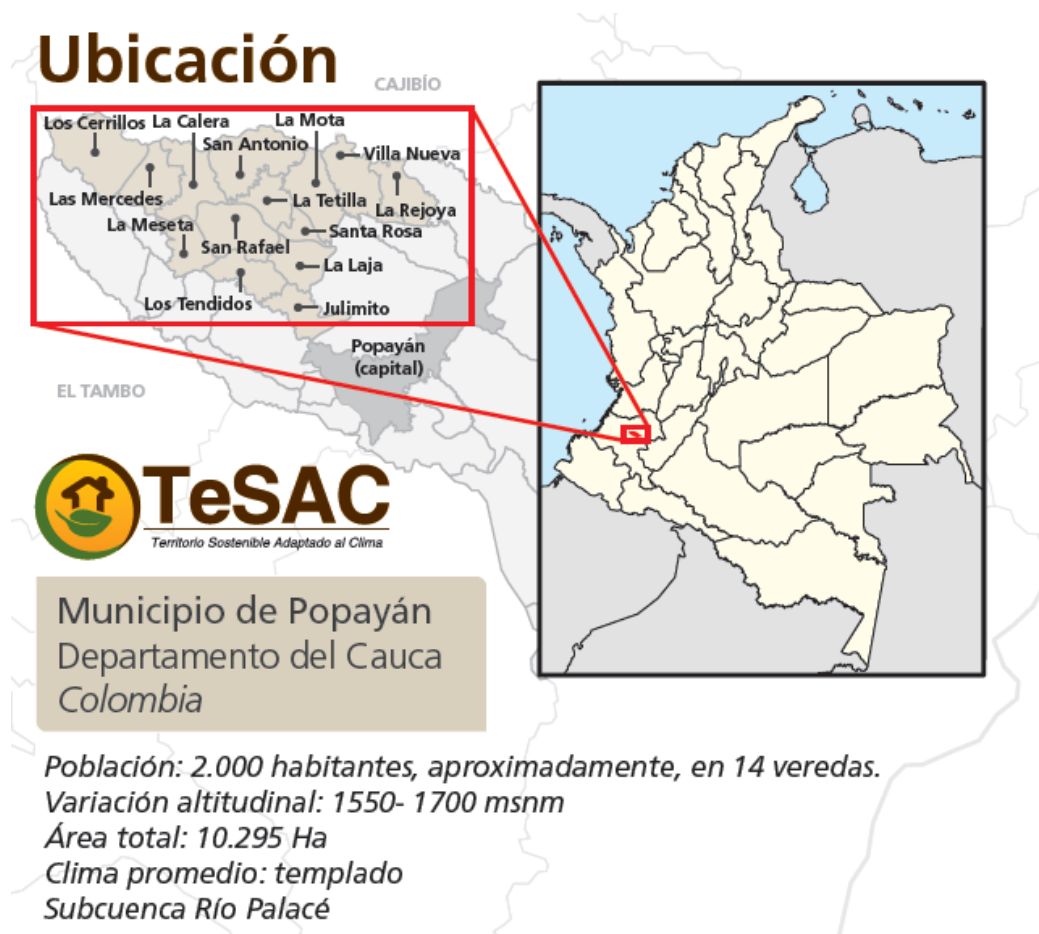 Ubicación
CAJIBÍO
Los Cerrillos
La Calera
La Mota
San Antonio
Villa Nueva
Las Mercedes
La Tetilla
La Rejoya
La Meseta
San Rafael
Santa Rosa
La Laja
Los Tendidos
Julimito
Popayán
(capital)
EL TAMBO
TeSAC
Territorio Sostenible Adaptado al Clima
Municipio de Popayán
Departamento del Cauca
Colombia
Población: 2.000 habitantes, aproximadamente, en 14 veredas.
Variación altitudinal: 1550- 1700 msnm
Área total: 10.295 Ha
Clima promedio: templado
Subcuenca Río Palacé